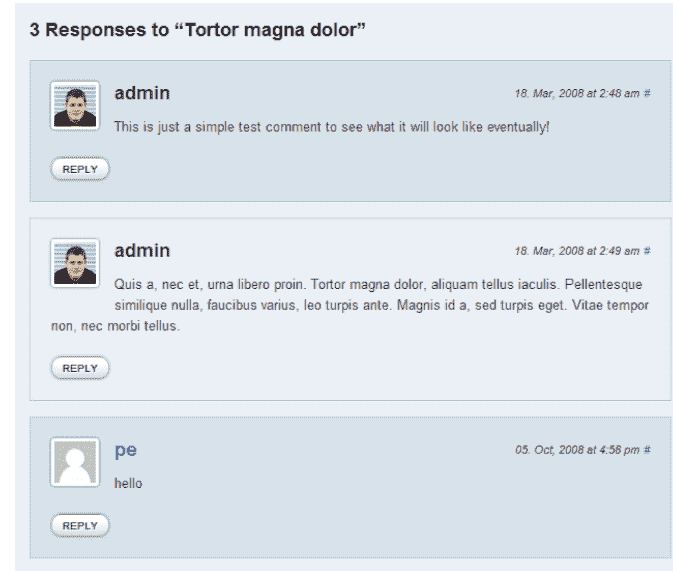 3 Responses to “Tortor magna dolor”
admin
18. Mar, 2008 at 2:48 am #
This is just a simple test comment to see what it will look like eventually!
REPLY
admin
18. Mar, 2008 at 2:49 am #
Quis a, nec et, urna libero proin. Tortor magna dolor, aliquam tellus iaculis. Pellentesque
similique nulla, faucibus varius, leo turpis ante. Magnis id a, sed turpis eget. Vitae tempor
non, nec morbi tellus.
REPLY
pe
05. Oct, 2008 at 4:58 pm #
hello
REPLY